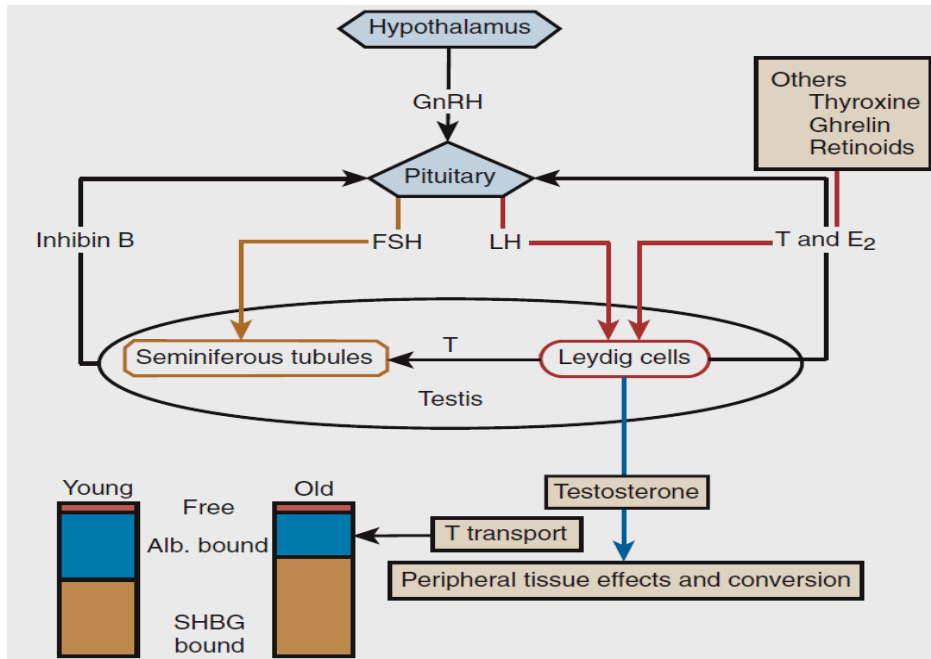 Hypothalamus
GnRH
Others
Thyroxine
Ghrelin
Retinoids
Pituitary
Inhibin B
FSH
LH
T and E₂
Seminiferous tubules
T
Leydig cells
Testis
Young
Old
Free
Alb. bound
SHBG
bound
T transport
Testosterone
Peripheral tissue effects and conversion